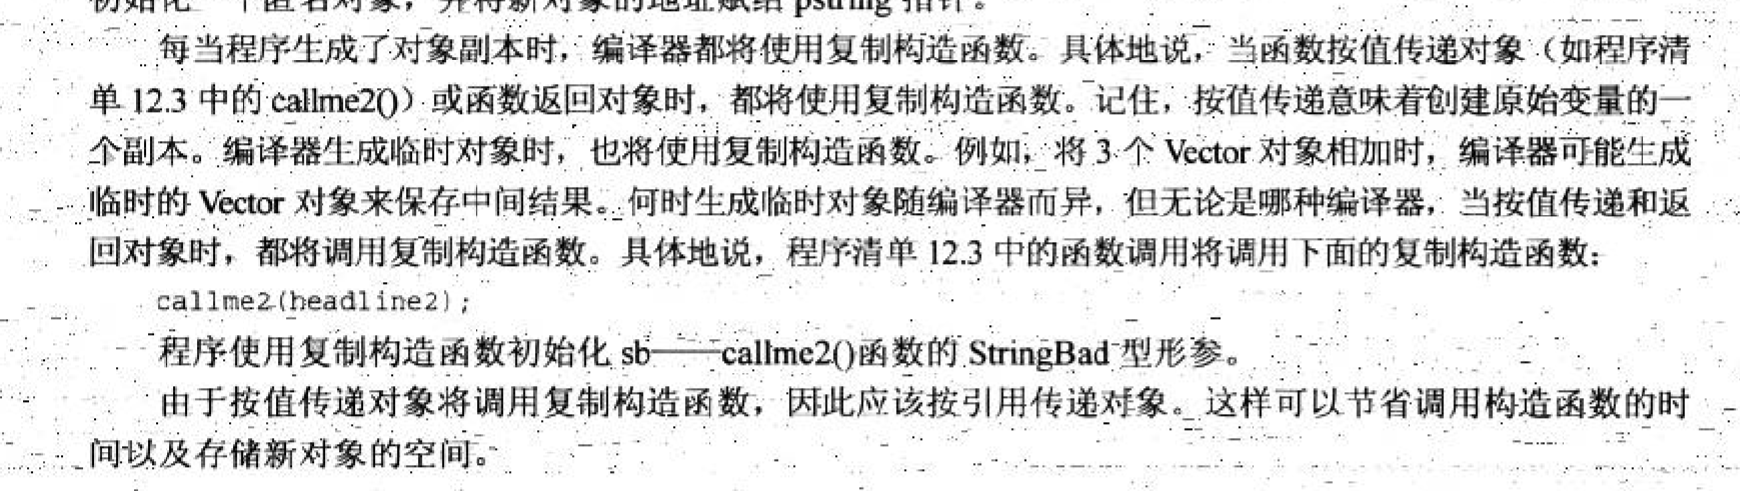 初始化一个匿名对象，并将新对象的地址赋给 pstring 指针。
每当程序生成了对象副本时，编译器都将使用复制构造函数。具体地说，当函数按值传递对象（如程序清
单 12.3 中的 callme2()）或函数返回对象时，都将使用复制构造函数。记住，按值传递意味着创建原始变量的一
个副本。编译器生成临时对象时，也将使用复制构造函数。例如，将 3 个 Vector 对象相加时，编译器可能生成
临时的 Vector 对象来保存中间结果。何时生成临时对象随编译器而异，但无论是哪种编译器，当按值传递和返
回对象时，都将调用复制构造函数。具体地说，程序清单 12.3 中的函数调用将调用下面的复制构造函数：
callme2(headline2);
程序使用复制构造函数初始化 sb——callme2()函数的 StringBad 型形参。
由于按值传递对象将调用复制构造函数，因此应该按引用传递对象。这样可以节省调用构造函数的时
间以及存储新对象的空间。